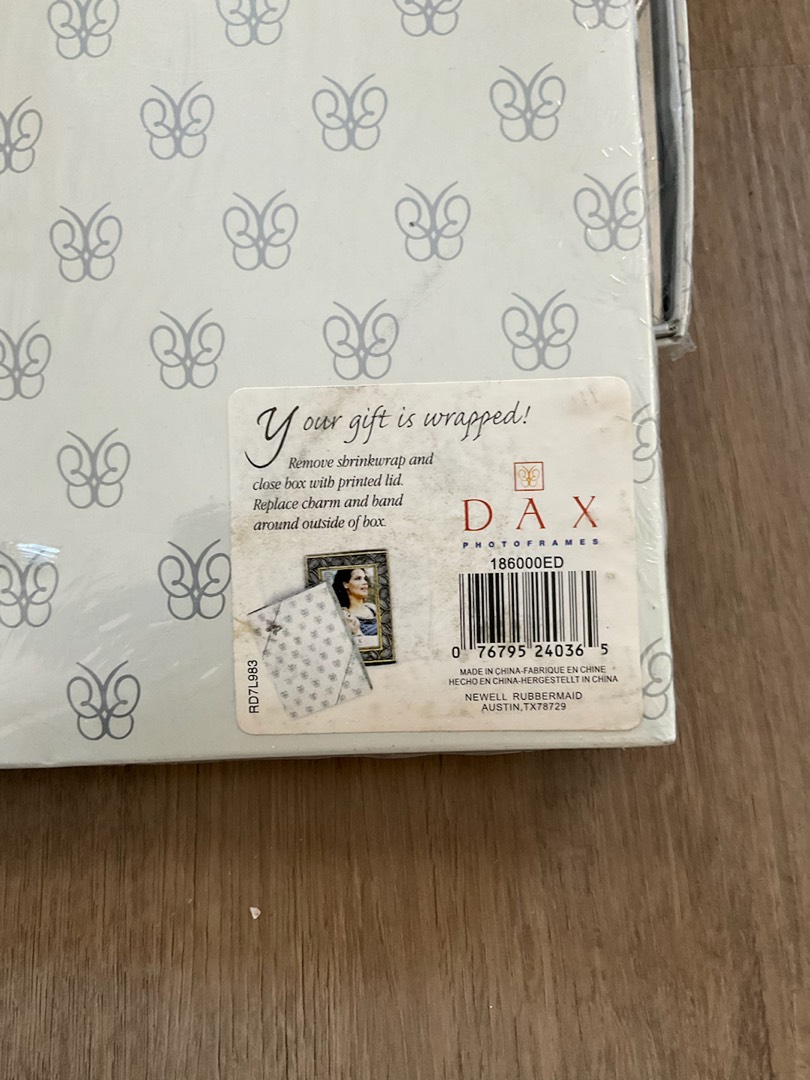 Your gift is wrapped!
Remove shrinkwrap and
close box with printed lid.
Replace charm and band
around outside of box.
DAX
PHOTOFRAMES
186000ED
0 76795 24036 5
MADE IN CHINA-FABRIQUE EN CHINE
HECHO EN CHINA-HERGESTELLT IN CHINA
NEWELL RUBBERMAID
AUSTIN,TX78729
RD7L983